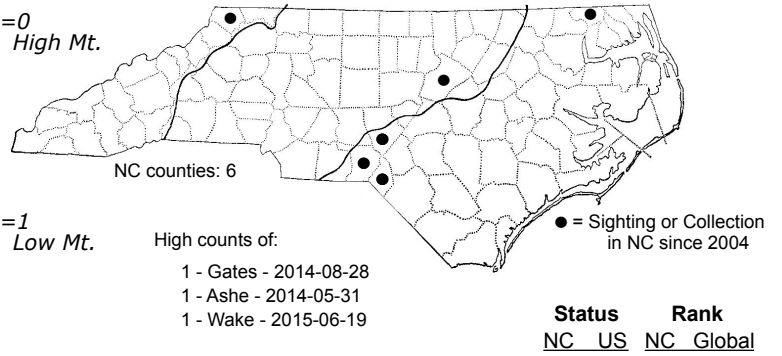 =0
High Mt.
NC counties: 6
=1
Low Mt.
High counts of:
1 - Gates - 2014-08-28
1 - Ashe - 2014-05-31
1 - Wake - 2015-06-19
● = Sighting or Collection
in NC since 2004
Status Rank
NC US NC Global